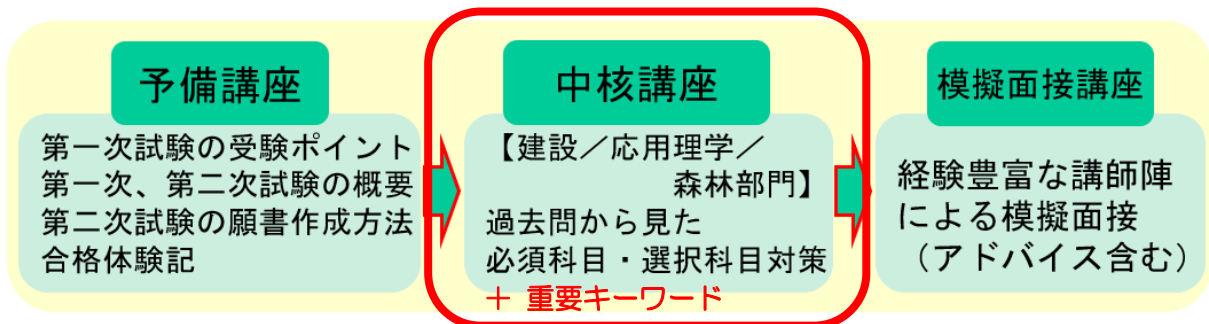 予備講座
第一次試験の受験ポイント
第一次、第二次試験の概要
第二次試験の願書作成方法
合格体験記
中核講座
【建設／応用理学／
森林部門】
過去問から見た
必須科目・選択科目対策
＋ 重要キーワード
模擬面接講座
経験豊富な講師陣
による模擬面接
（アドバイス含む）